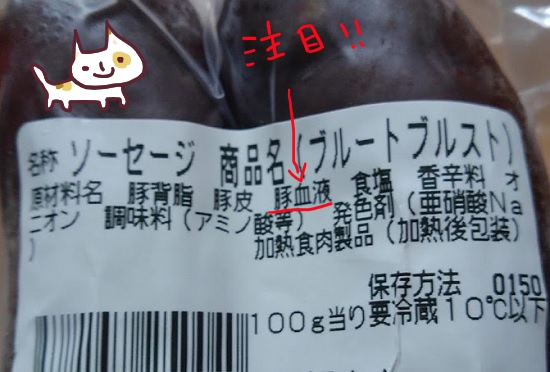 注目!!
名称 ソーセージ 商品名(ブルートブルスト)
原材料名 豚背脂 豚皮 豚血液 食塩 香辛料 オ
ニオン 調味料(アミノ酸等) 発色剤(亜硝酸Na
) 加熱食肉製品(加熱後包装)
保存方法 0150
100g当り要冷蔵10℃以下